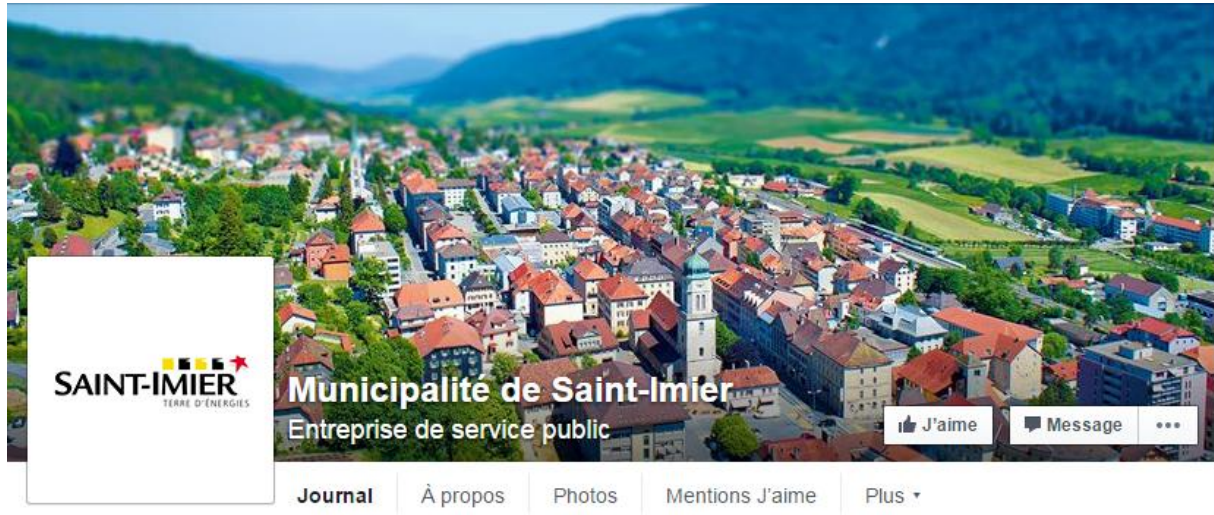 SAINT-IMIER
TERRE D'ÉNERGIES
Municipalité de Saint-Imier
Entreprise de service public
J'aime
Message
Journal
À propos
Photos
Mentions J'aime
Plus